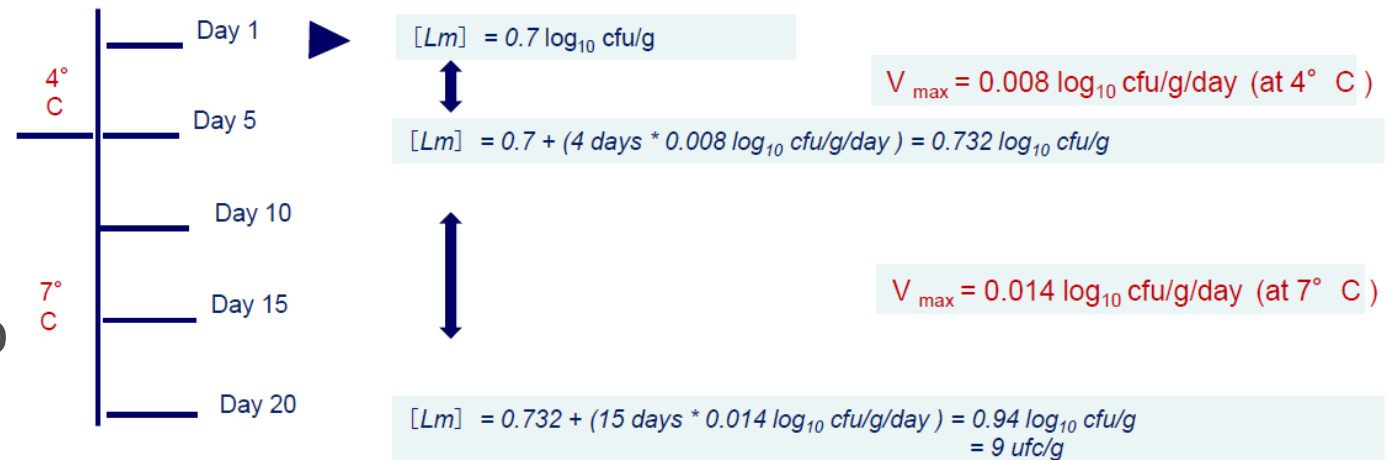 Day 1
[Lm] = 0.7 log10 cfu/g
4°
C
V max = 0.008 log10 cfu/g/day (at 4° C )
Day 5
[Lm] = 0.7 + (4 days * 0.008 log10 cfu/g/day ) = 0.732 log10 cfu/g
Day 10
7°
C
V max = 0.014 log10 cfu/g/day (at 7° C )
Day 15
Day 20
[Lm] = 0.732 + (15 days * 0.014 log10 cfu/g/day ) = 0.94 log10 cfu/g
= 9 ufc/g